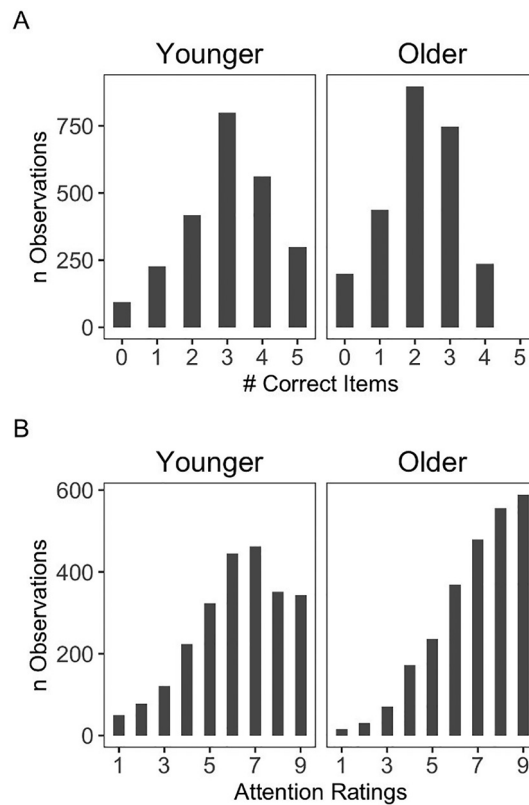 A
Younger Older
n Observations
750
500
250
0
0 1 2 3 4 5 0 1 2 3 4 5
# Correct Items
B
Younger Older
n Observations
600
400
200
0
1 3 5 7 9 1 3 5 7 9
Attention Ratings